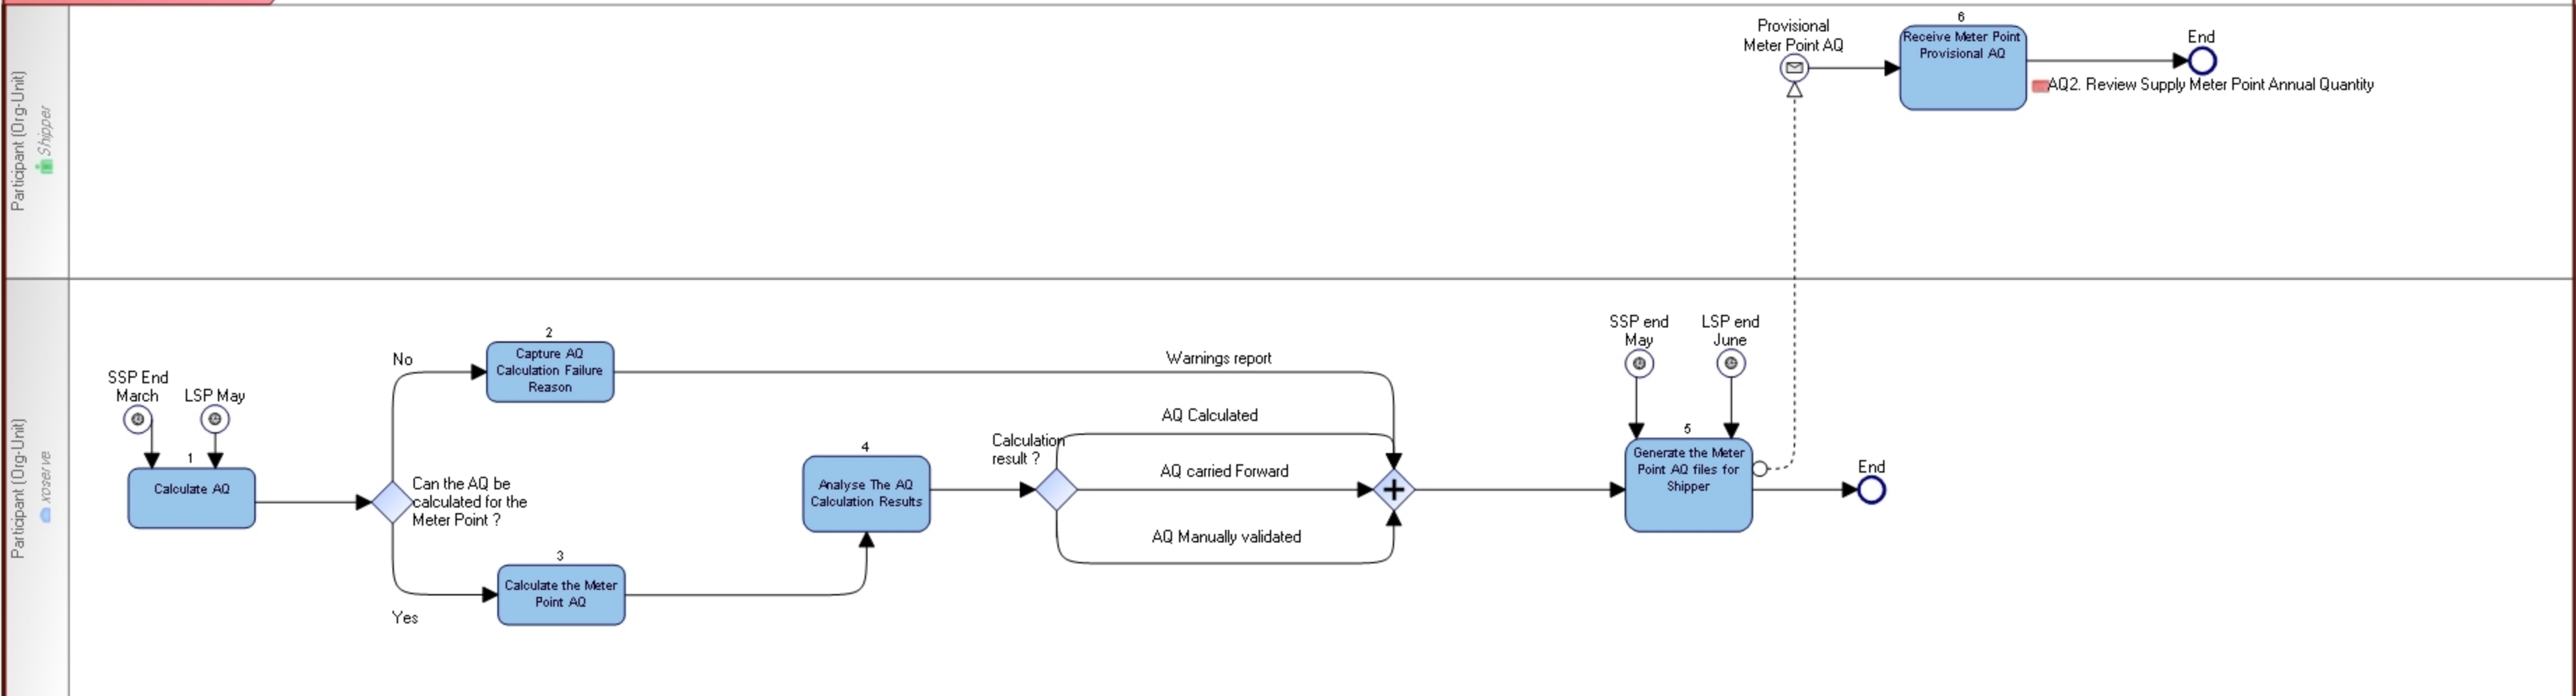 Participant (Org-Unit)
Shipper
Provisional
Meter Point AQ
6
Receive Meter Point
Provisional AQ
End
AQ2. Review Supply Meter Point Annual Quantity
Participant (Org-Unit)
xoserve
SSP End
March
LSP May
1
Calculate AQ
No
Can the AQ be
calculated for the
Meter Point ?
Yes
2
Capture AQ
Calculation Failure
Reason
3
Calculate the Meter
Point AQ
4
Analyse The AQ
Calculation Results
Calculation
result ?
Warnings report
AQ Calculated
AQ carried Forward
AQ Manually validated
SSP end
May
LSP end
June
5
Generate the Meter
Point AQ files for
Shipper
End